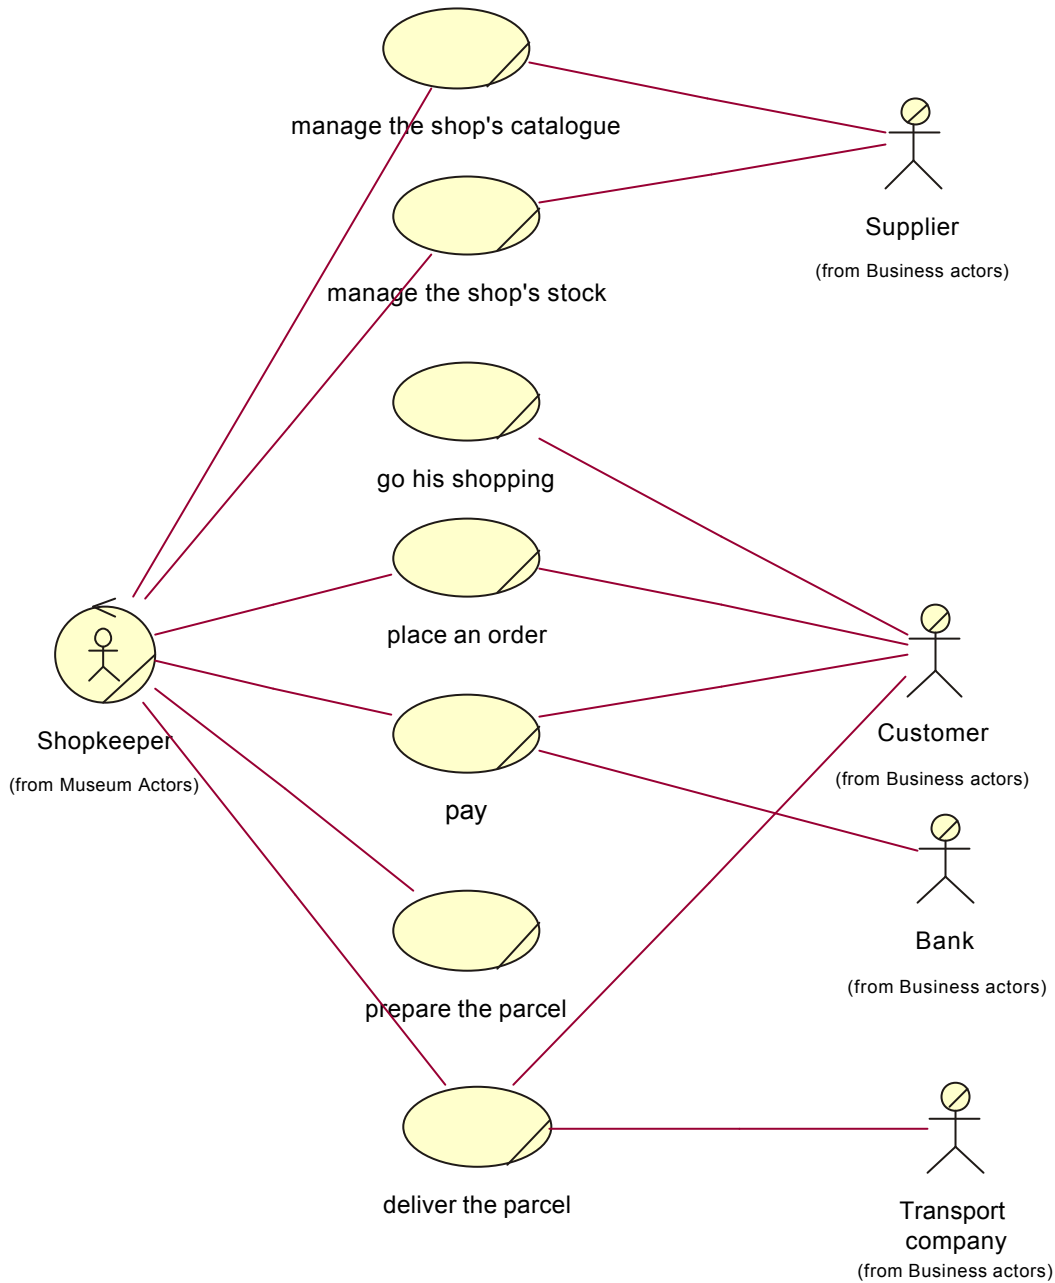 manage the shop's catalogue
Supplier
(from Business actors)
manage the shop's stock
go his shopping
place an order
Shopkeeper
(from Museum Actors)
Customer
(from Business actors)
pay
Bank
(from Business actors)
prepare the parcel
deliver the parcel
Transport
company
(from Business actors)